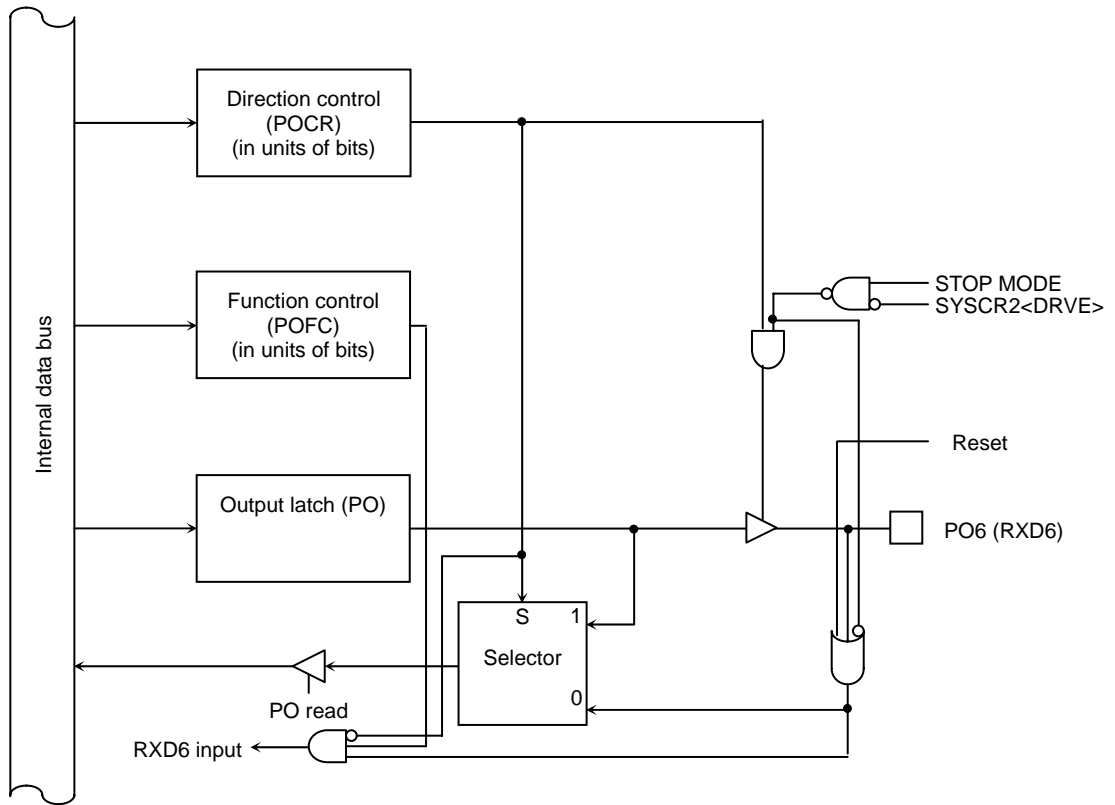 Internal data bus
Direction control
(POCR)
(in units of bits)
Function control
(POFC)
(in units of bits)
STOP MODE
SYSCR2<DRVE>
Reset
Output latch (PO)
PO6 (RXD6)
S
1
Selector
0
PO read
RXD6 input